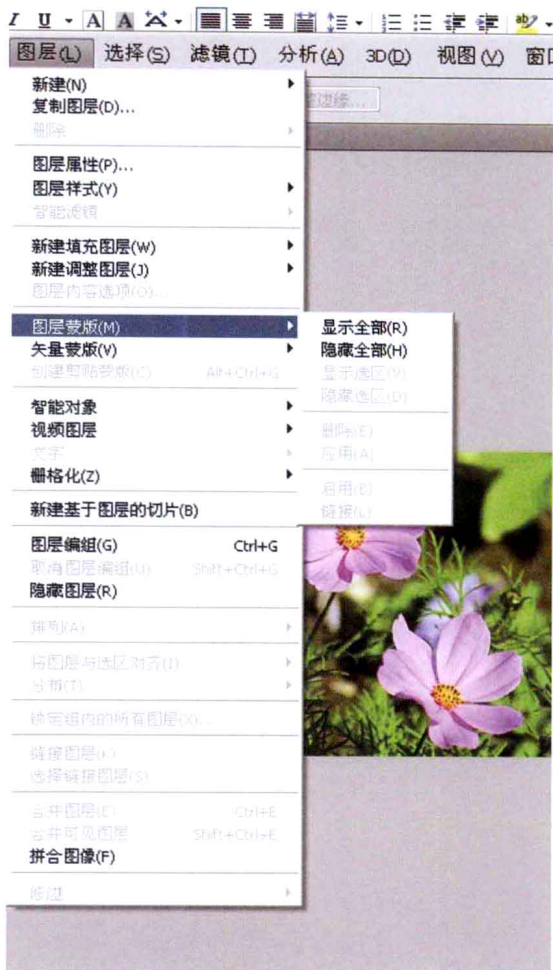 I U A A
图层(L) 选择(S) 滤镜(T) 分析(A) 3D(D) 视图(V) 窗
新建(N)
复制图层(D)...
删除
图层属性(P)...
图层样式(Y)
智能滤镜
新建填充图层(W)
新建调整图层(J)
图层内容选项(O)...
图层蒙版(M)
矢量蒙版(V)
创建剪贴蒙版(C) Alt+Ctrl+G
智能对象
视频图层
文字
栅格化(Z)
新建基于图层的切片(B)
图层编组(G) Ctrl+G
取消图层编组(U) Shift+Ctrl+G
隐藏图层(R)
排列(A)
将图层与选区对齐(I)
分布(T)
锁定组内的所有图层(X)...
链接图层(K)
选择链接图层(S)
合并图层(E) Ctrl+E
合并可见图层 Shift+Ctrl+E
拼合图像(F)
修边
显示全部(R)
隐藏全部(H)
显示选区(V)
隐藏选区(D)
删除(E)
应用(A)
启用(B)
链接(L)